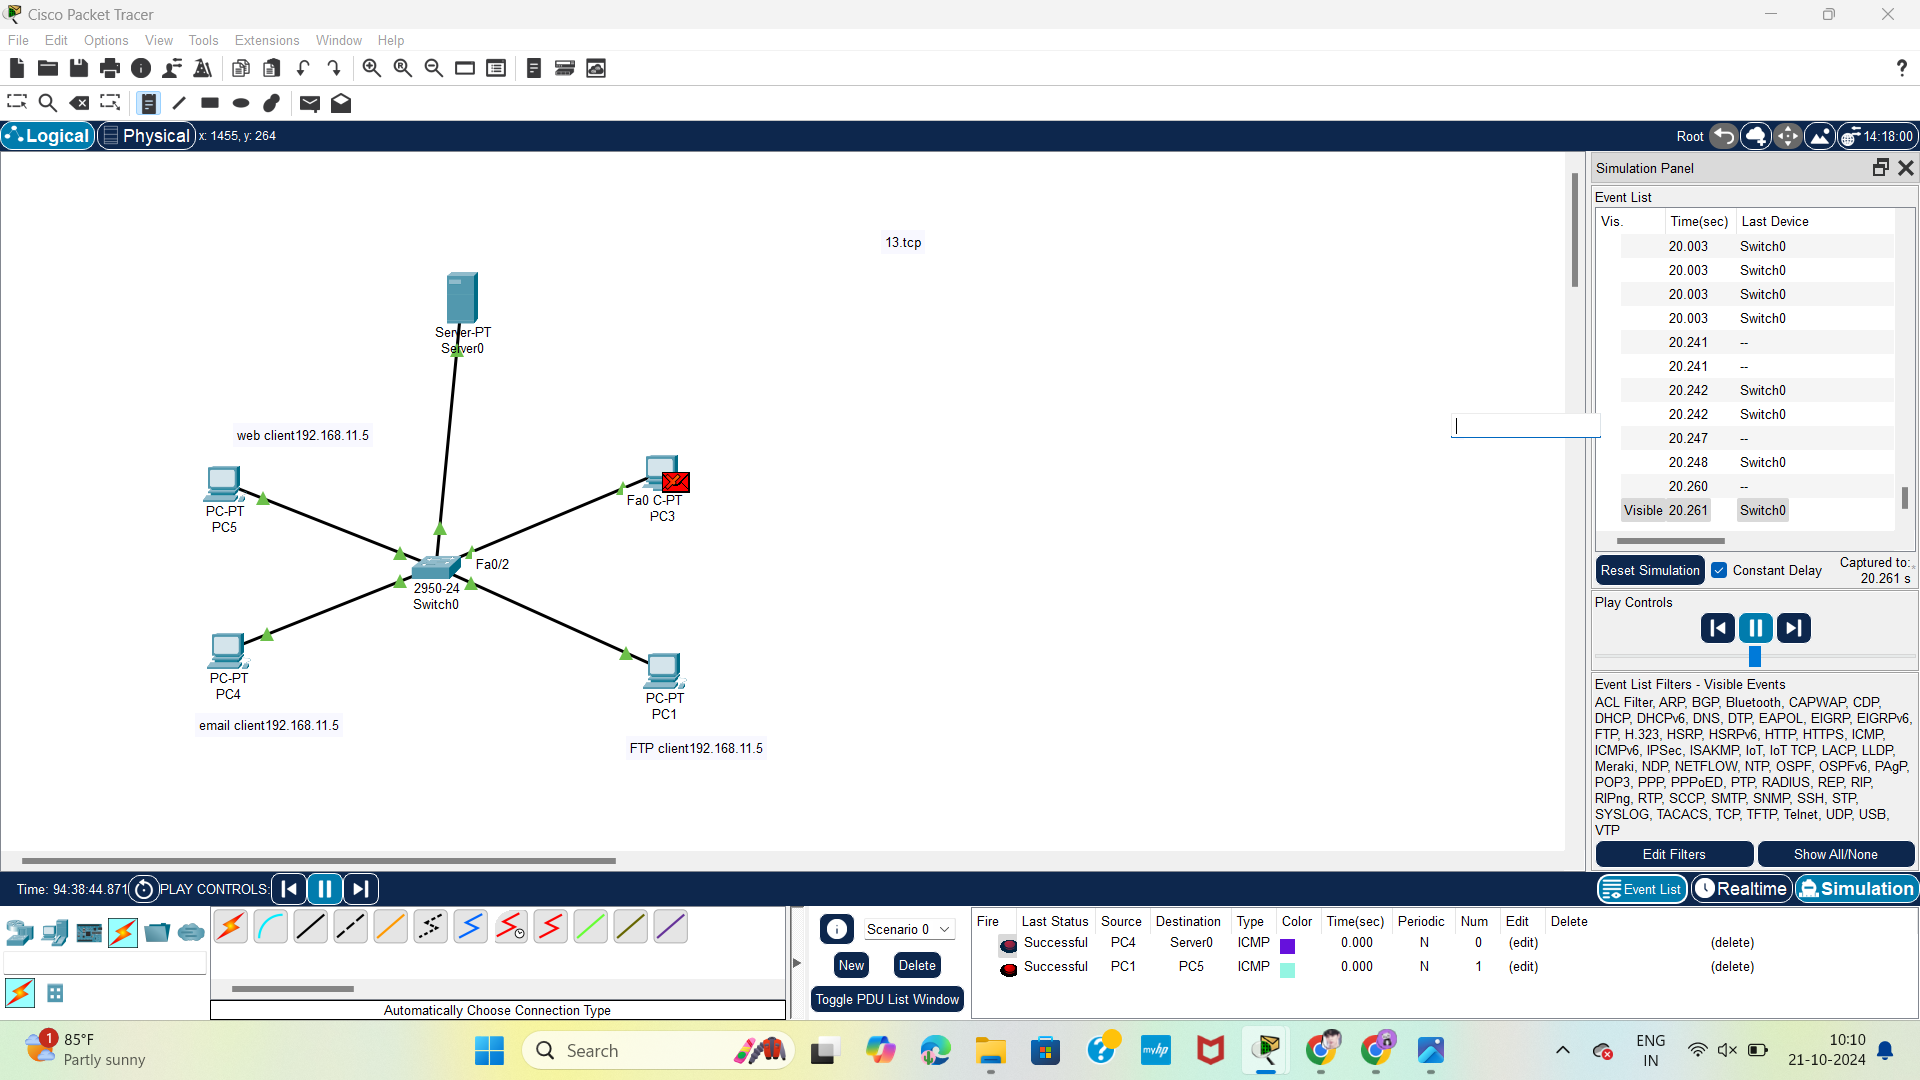 Cisco Packet Tracer
File Edit Options View Tools Extensions Window Help
Logical Physical x: 1455, y: 264 Root 14:18:00
13.tcp
Server-PT
Server0
web client192.168.11.5
PC-PT
PC5
Fa0 C-PT
PC3
Fa0/2
2950-24
Switch0
PC-PT
PC4
email client192.168.11.5
PC-PT
PC1
FTP client192.168.11.5
Simulation Panel
Event List
Vis. Time(sec) Last Device
20.003 Switch0
20.003 Switch0
20.003 Switch0
20.003 Switch0
20.241 --
20.241 --
20.242 Switch0
20.242 Switch0
20.247 --
20.248 Switch0
20.260 --
Visible 20.261 Switch0
Reset Simulation Constant Delay Captured to:
20.261 s
Play Controls
Event List Filters - Visible Events
ACL Filter, ARP, BGP, Bluetooth, CAPWAP, CDP,
DHCP, DHCPv6, DNS, DTP, EAPOL, EIGRP, EIGRPv6,
FTP, H.323, HSRP, HSRPv6, HTTP, HTTPS, ICMP,
ICMPv6, IPSec, ISAKMP, IoT, IoT TCP, LACP, LLDP,
Meraki, NDP, NETFLOW, NTP, OSPF, OSPFv6, PAgP,
POP3, PPP, PPPoED, PTP, RADIUS, REP, RIP,
RIPng, RTP, SCCP, SMTP, SNMP, SSH, STP,
SYSLOG, TACACS, TCP, TFTP, Telnet, UDP, USB,
VTP
Edit Filters Show All/None
Time: 94:38:44.871 PLAY CONTROLS: Event List Realtime Simulation
Automatically Choose Connection Type
Scenario 0
New Delete
Toggle PDU List Window
Fire Last Status Source Destination Type Color Time(sec) Periodic Num Edit Delete
Successful PC4 Server0 ICMP 0.000 N 0 (edit) (delete)
Successful PC1 PC5 ICMP 0.000 N 1 (edit) (delete)
1
85°F
Partly sunny
Search
myhp
ENG
IN
10:10
21-10-2024